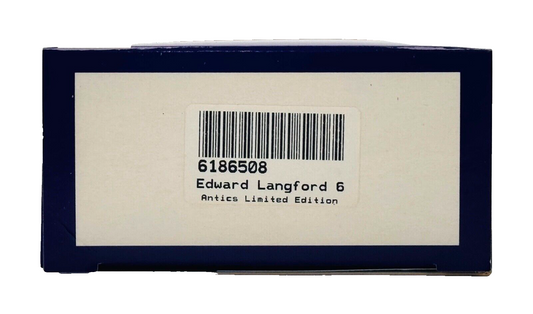 6186508
Edward Langford 6
Antics Limited Edition